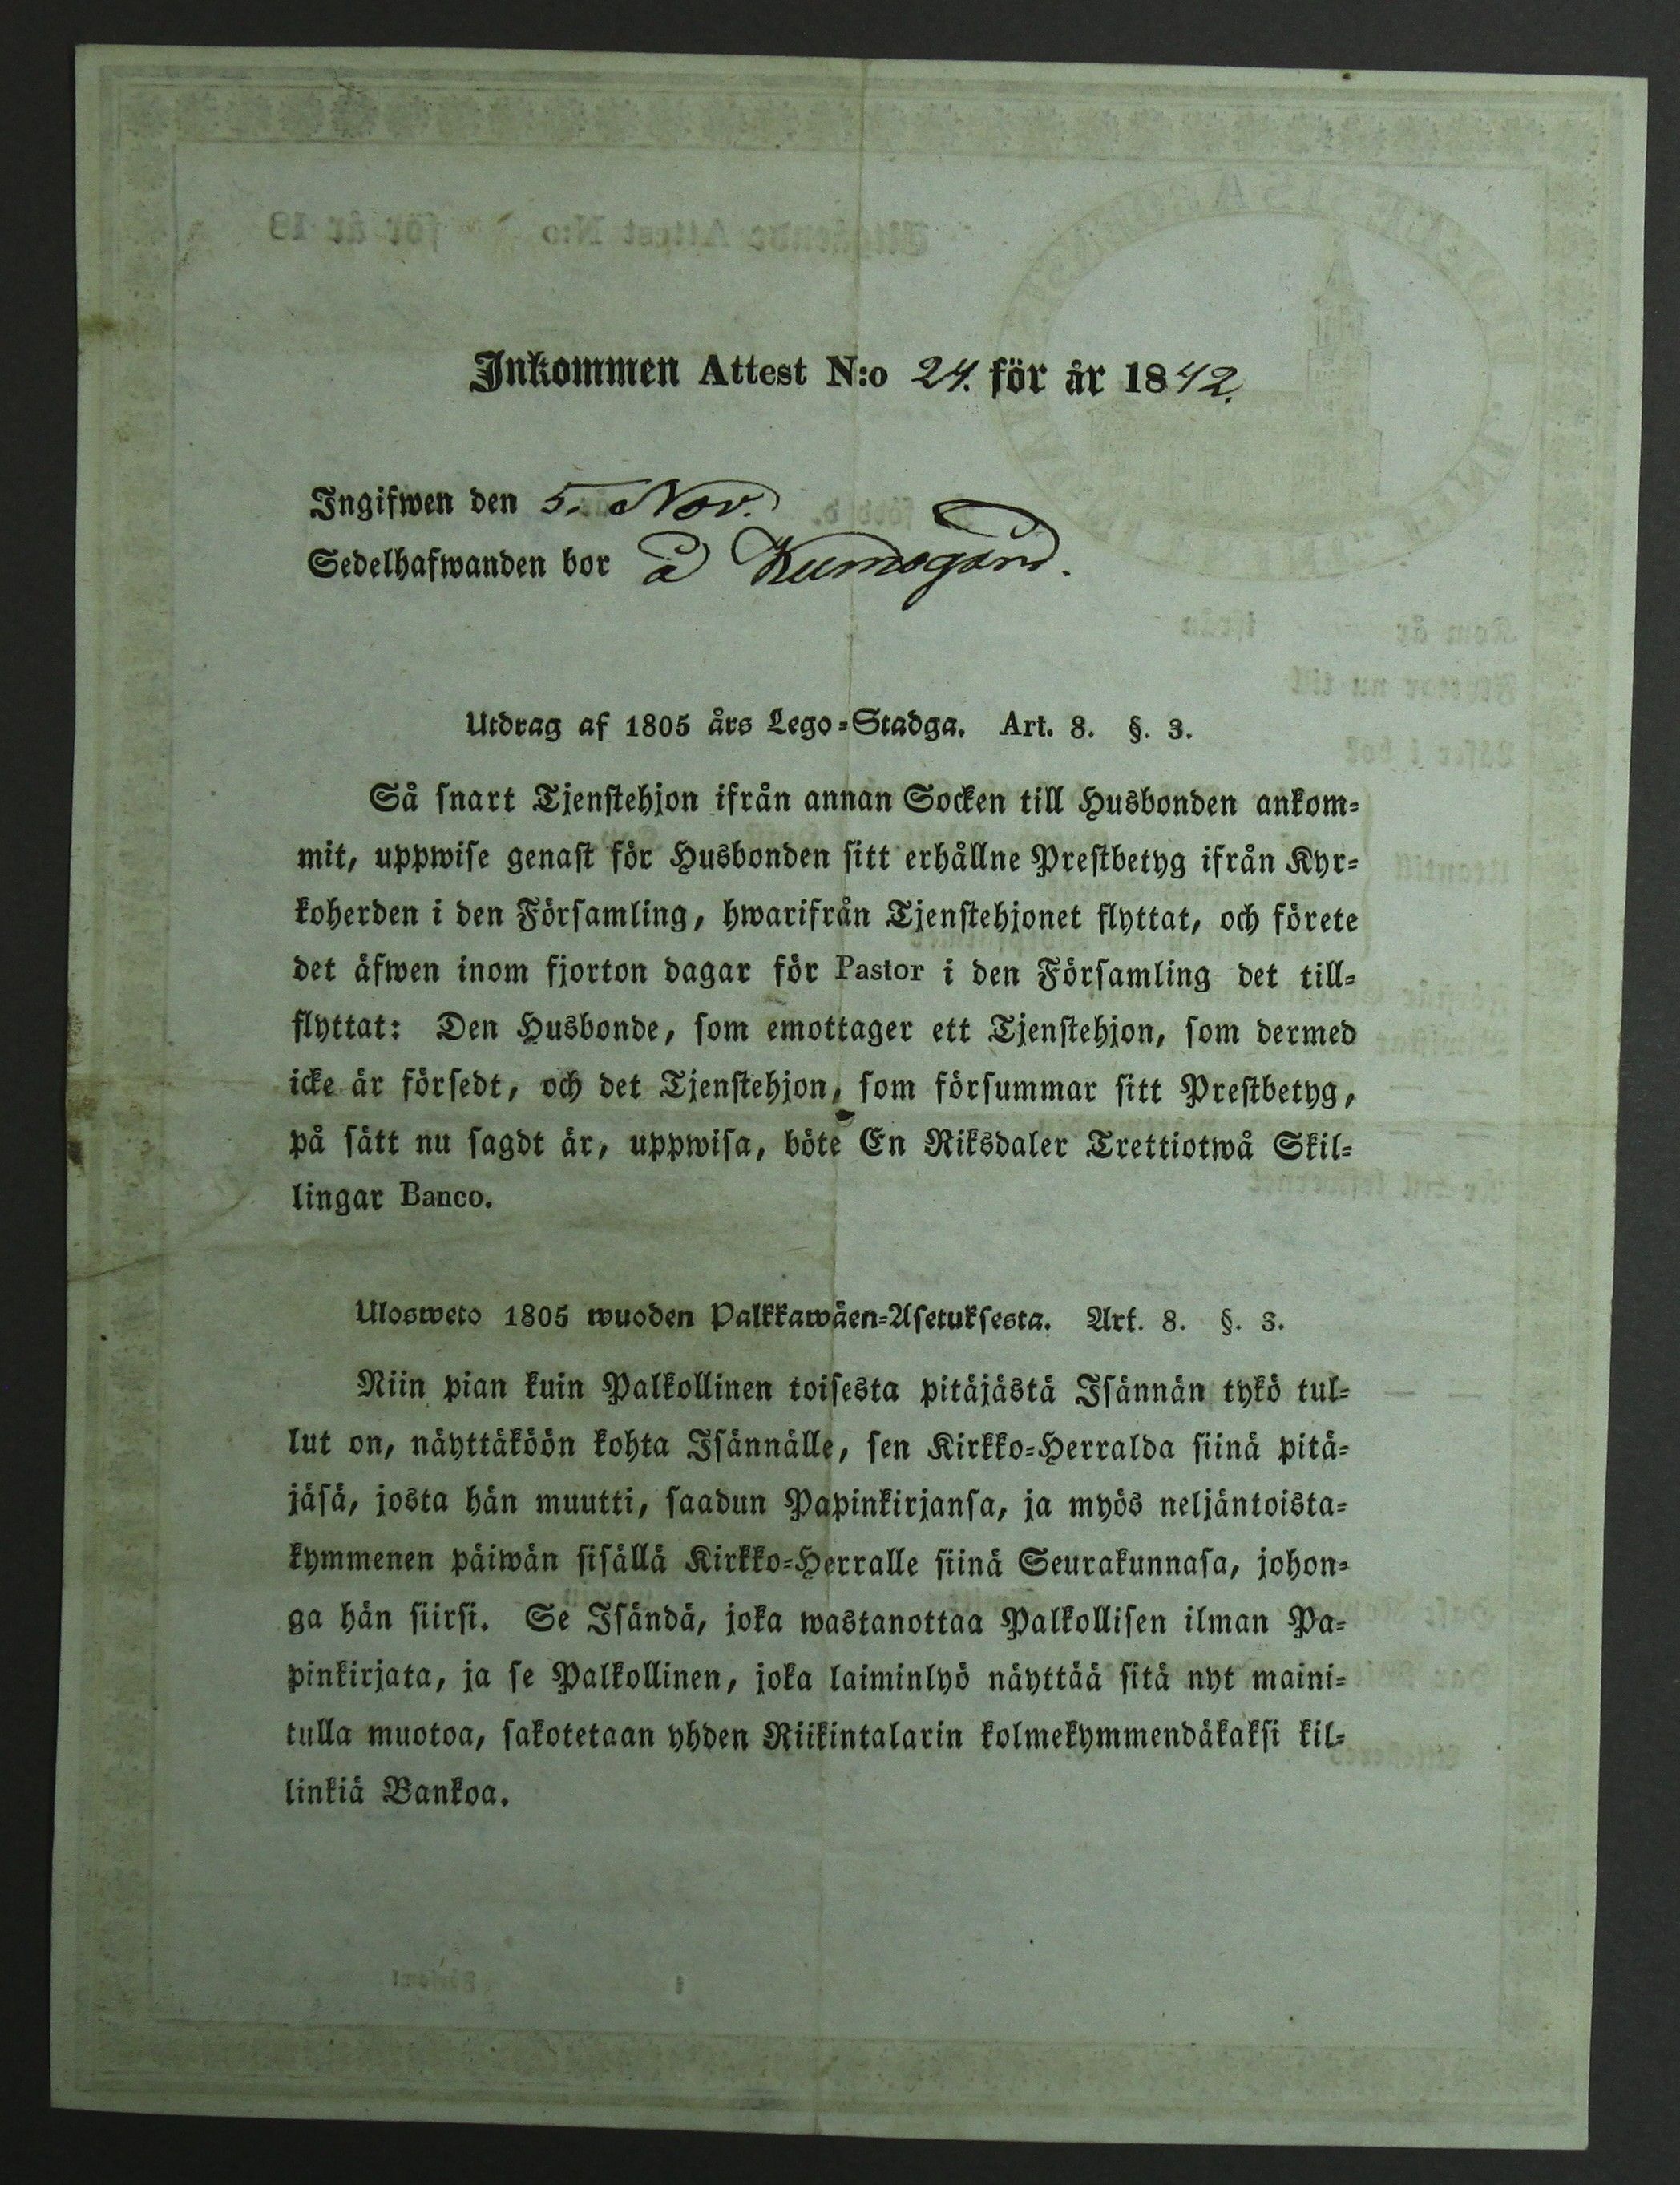 Inkommen Attest N:o 24. för år 1842.
Ingifwen den 5. Nov.
Sedelhafwanden bor å Kumogård.
Utdrag af 1805 års Lego-Stadga. Art. 8. §. 3.
Så snart Tjenstehjon ifrån annan Socken till Husbonden ankom-
mit, uppwise genast för Husbonden sitt erhållne Prestbetyg ifrån Kyr-
koherden i den Församling, hwarifrån Tjenstehjonet flyttat, och förete
det äfwen inom fjorton dagar för Pastor i den Församling det till-
flyttat: Den Husbonde, som emottager ett Tjenstehjon, som dermed
icke är försedt, och det Tjenstehjon, som försummar sitt Prestbetyg,
på sätt nu sagdt är, uppwisa, böte En Riksdaler Trettiotwå Skil-
lingar Banco.
Ulosweto 1805 wuoden Palkkawäen-Asetuksesta. Art. 8. §. 3.
Niin pian kuin Palkollinen toisesta pitäjästä Isännän tykö tul-
lut on, näyttäköön kohta Isännälle, sen Kirkko-Herralda siinä pitä-
jäsä, josta hän muutti, saadun Papinkirjansa, ja myös neljäntoista-
kymmenen päiwän sisällä Kirkko-Herralle siinä Seurakunnasa, johon-
ga hän siirsi. Se Isändä, joka wastanottaa Palkollisen ilman Pa-
pinkirjata, ja se Palkollinen, joka laiminlyö näyttää sitä nyt maini-
tulla muotoa, sakotetaan yhden Riikintalarin kolmekymmendäkaksi kil-
linkiä Bankoa.